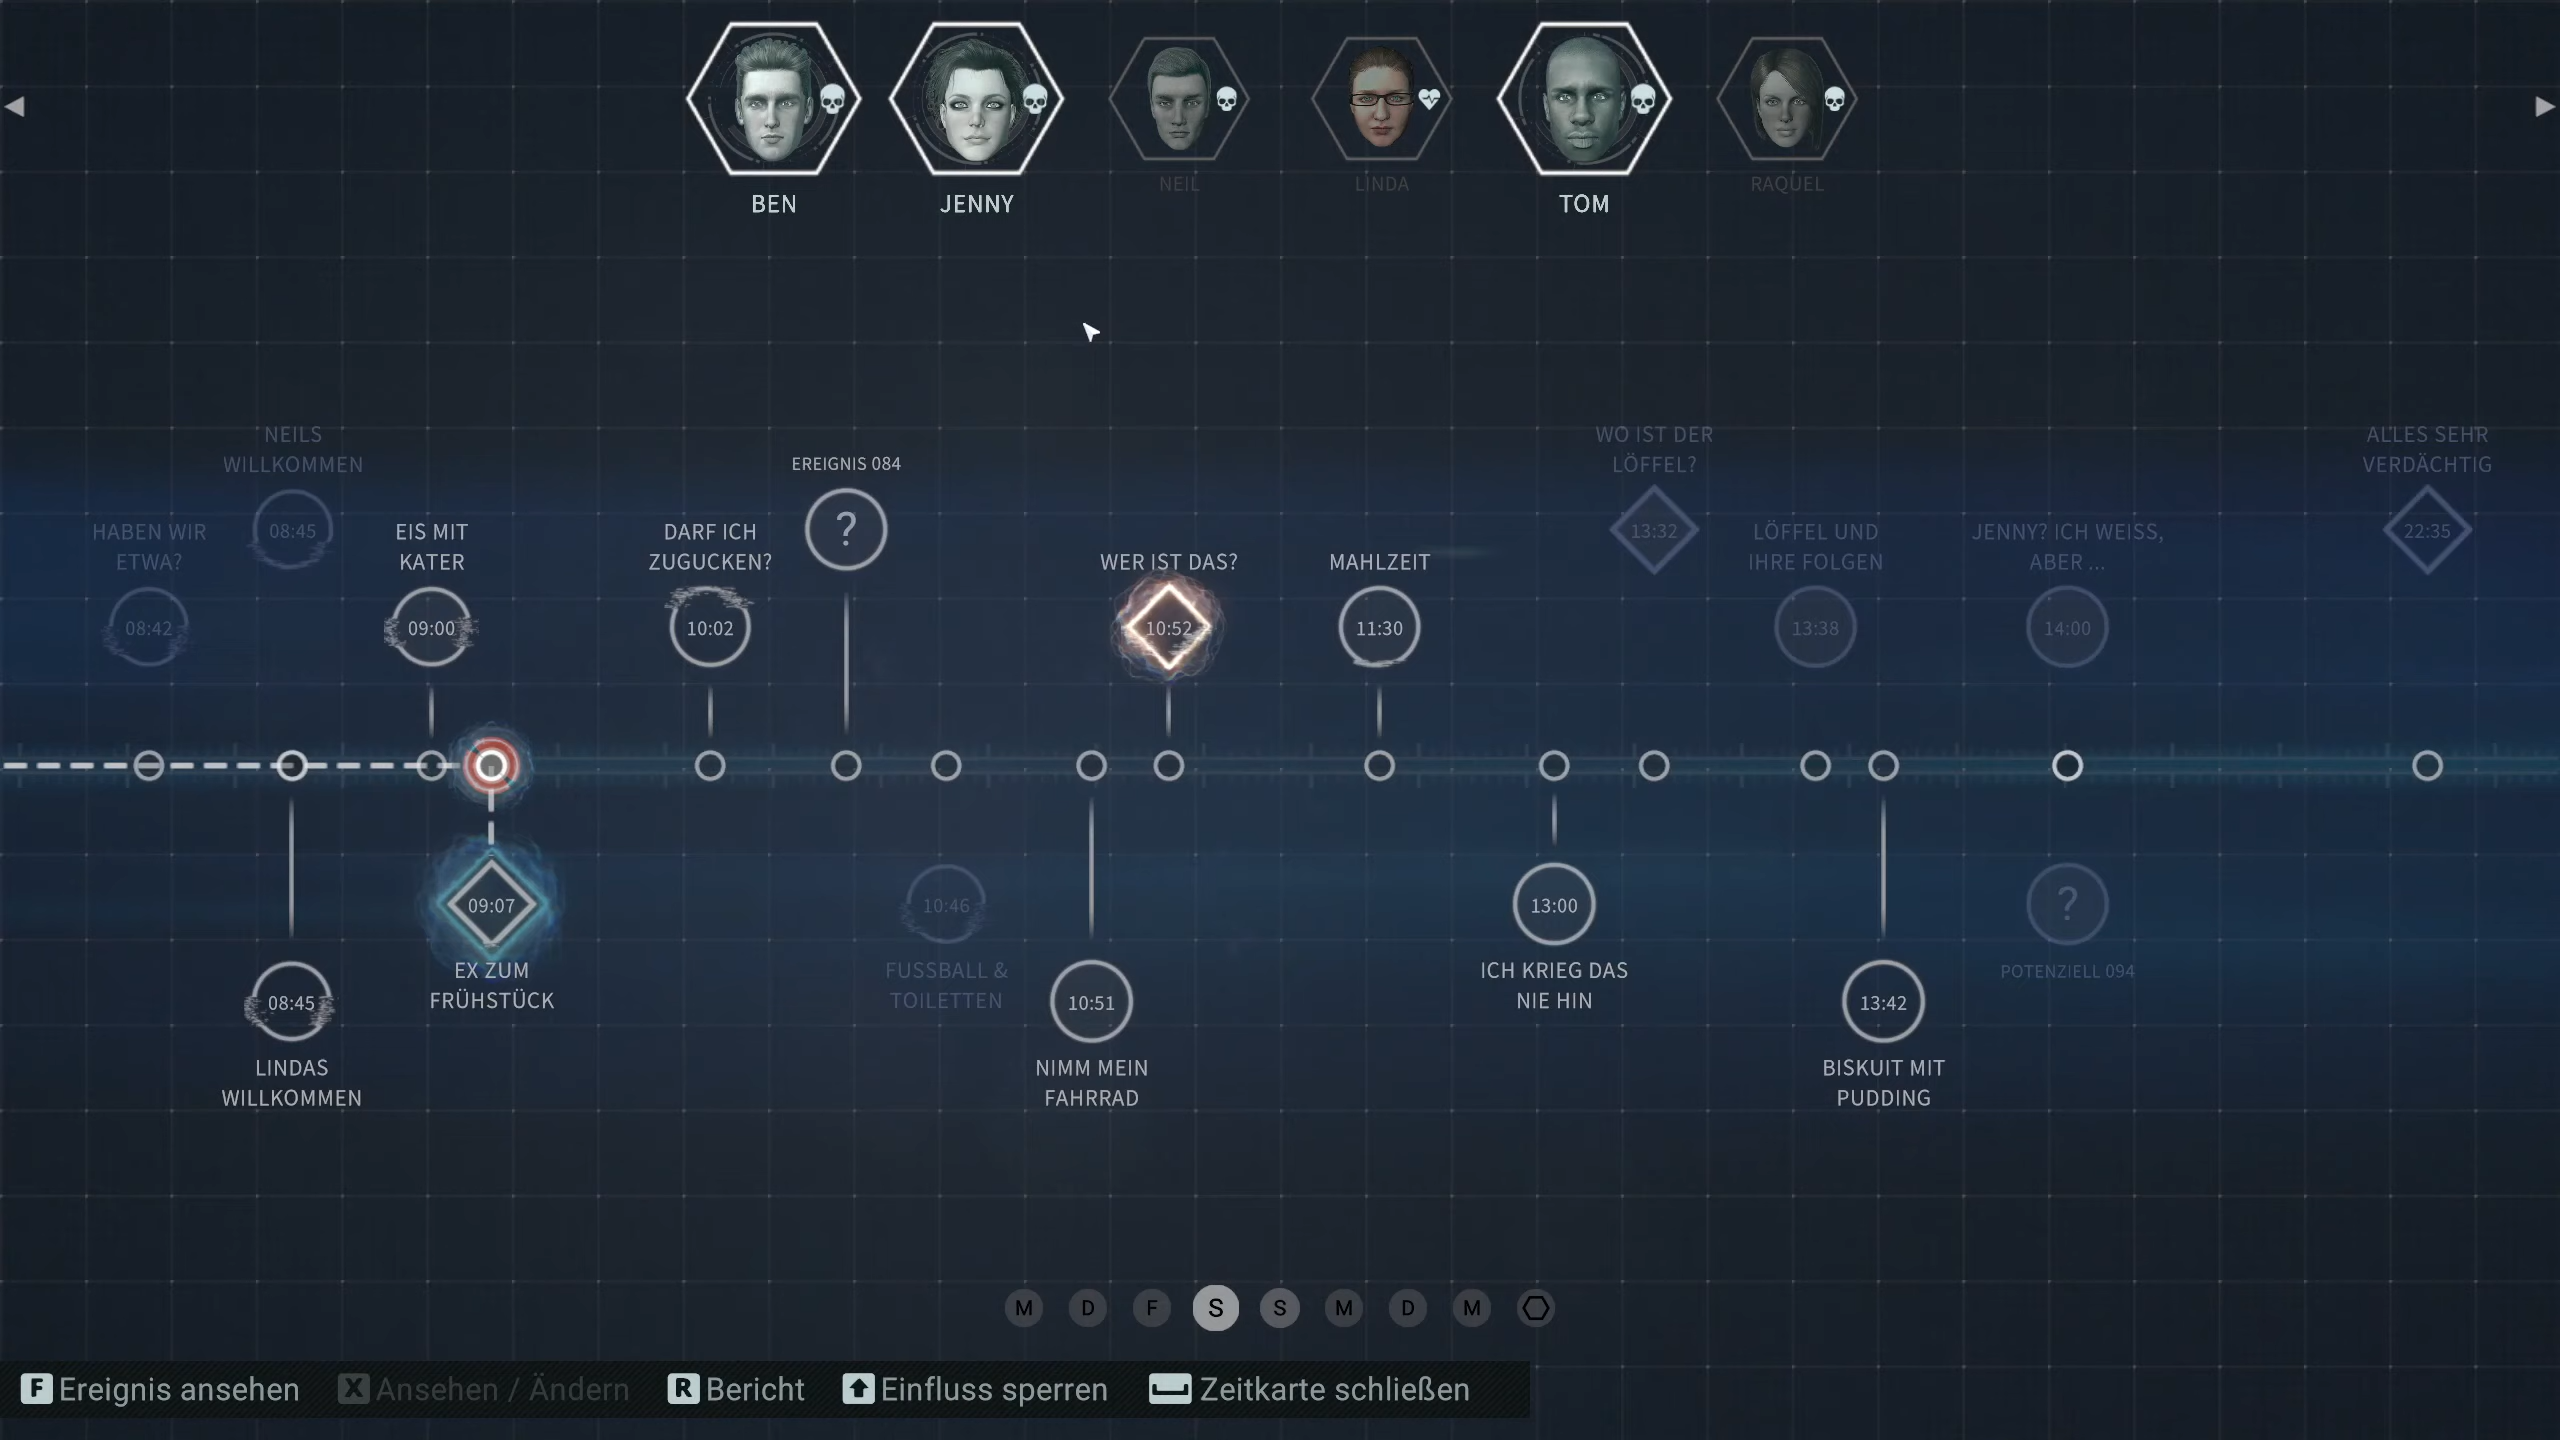 BEN
JENNY
NEIL
LINDA
TOM
RAQUEL
NEILS
WILLKOMMEN
08:45
HABEN WIR
ETWA?
08:42
EIS MIT
KATER
09:00
DARF ICH
ZUGUCKEN?
10:02
EREIGNIS 084
?
WER IST DAS?
10:52
MAHLZEIT
11:30
WO IST DER
LÖFFEL?
13:32
LÖFFEL UND
IHRE FOLGEN
13:38
JENNY? ICH WEISS,
ABER ...
14:00
ALLES SEHR
VERDÄCHTIG
22:35
08:45
LINDAS
WILLKOMMEN
09:07
EX ZUM
FRÜHSTÜCK
10:46
FUSSBALL &
TOILETTEN
10:51
NIMM MEIN
FAHRRAD
13:00
ICH KRIEG DAS
NIE HIN
13:42
BISKUIT MIT
PUDDING
?
POTENZIELL 094
M D F S S M D M
F Ereignis ansehen X Ansehen / Ändern R Bericht Einfluss sperren Zeitkarte schließen